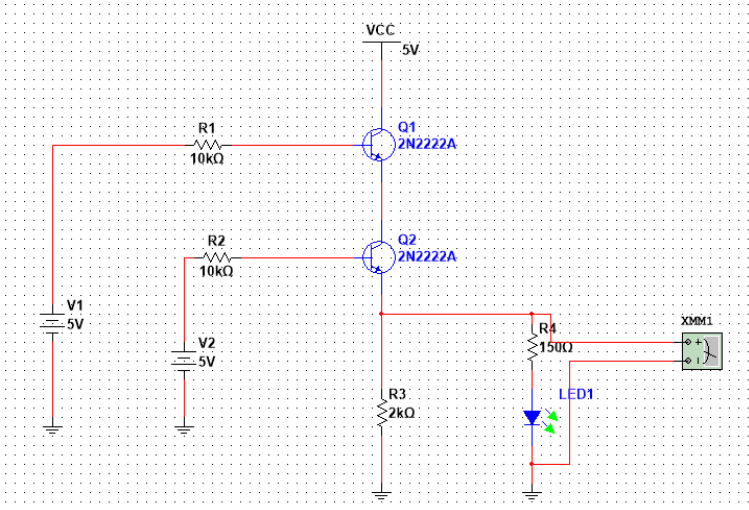 VCC
5V
Q1
2N2222A
R1
10kΩ
Q2
2N2222A
R2
10kΩ
V1
5V
V2
5V
R4
150Ω
XMM1
R3
2kΩ
LED1